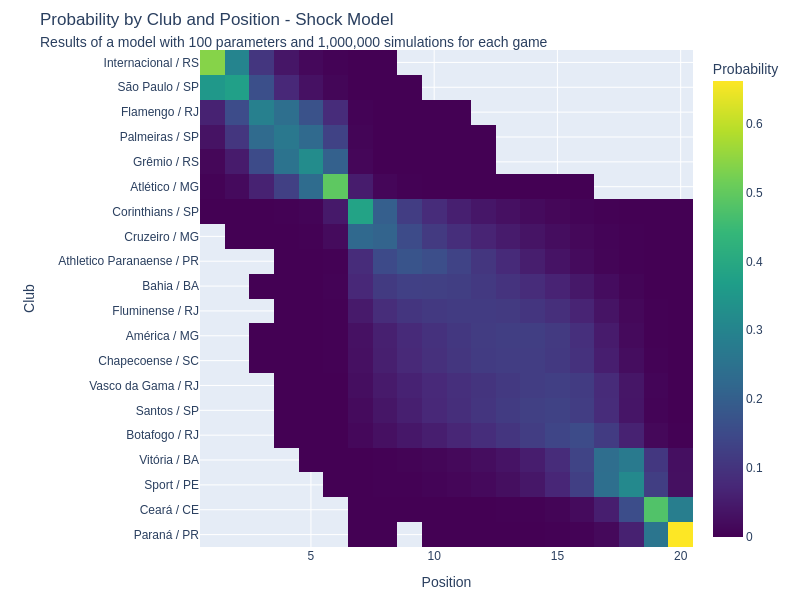 Probability by Club and Position - Shock Model
Results of a model with 100 parameters and 1,000,000 simulations for each game
Probability
Internacional / RS
São Paulo / SP
Flamengo / RJ
Palmeiras / SP
Grêmio / RS
Atlético / MG
Corinthians / SP
Cruzeiro / MG
Athletico Paranaense / PR
Bahia / BA
Fluminense / RJ
América / MG
Chapecoense / SC
Vasco da Gama / RJ
Santos / SP
Botafogo / RJ
Vitória / BA
Sport / PE
Ceará / CE
Paraná / PR
Club
5
10
15
20
Position
0.6
0.5
0.4
0.3
0.2
0.1
0